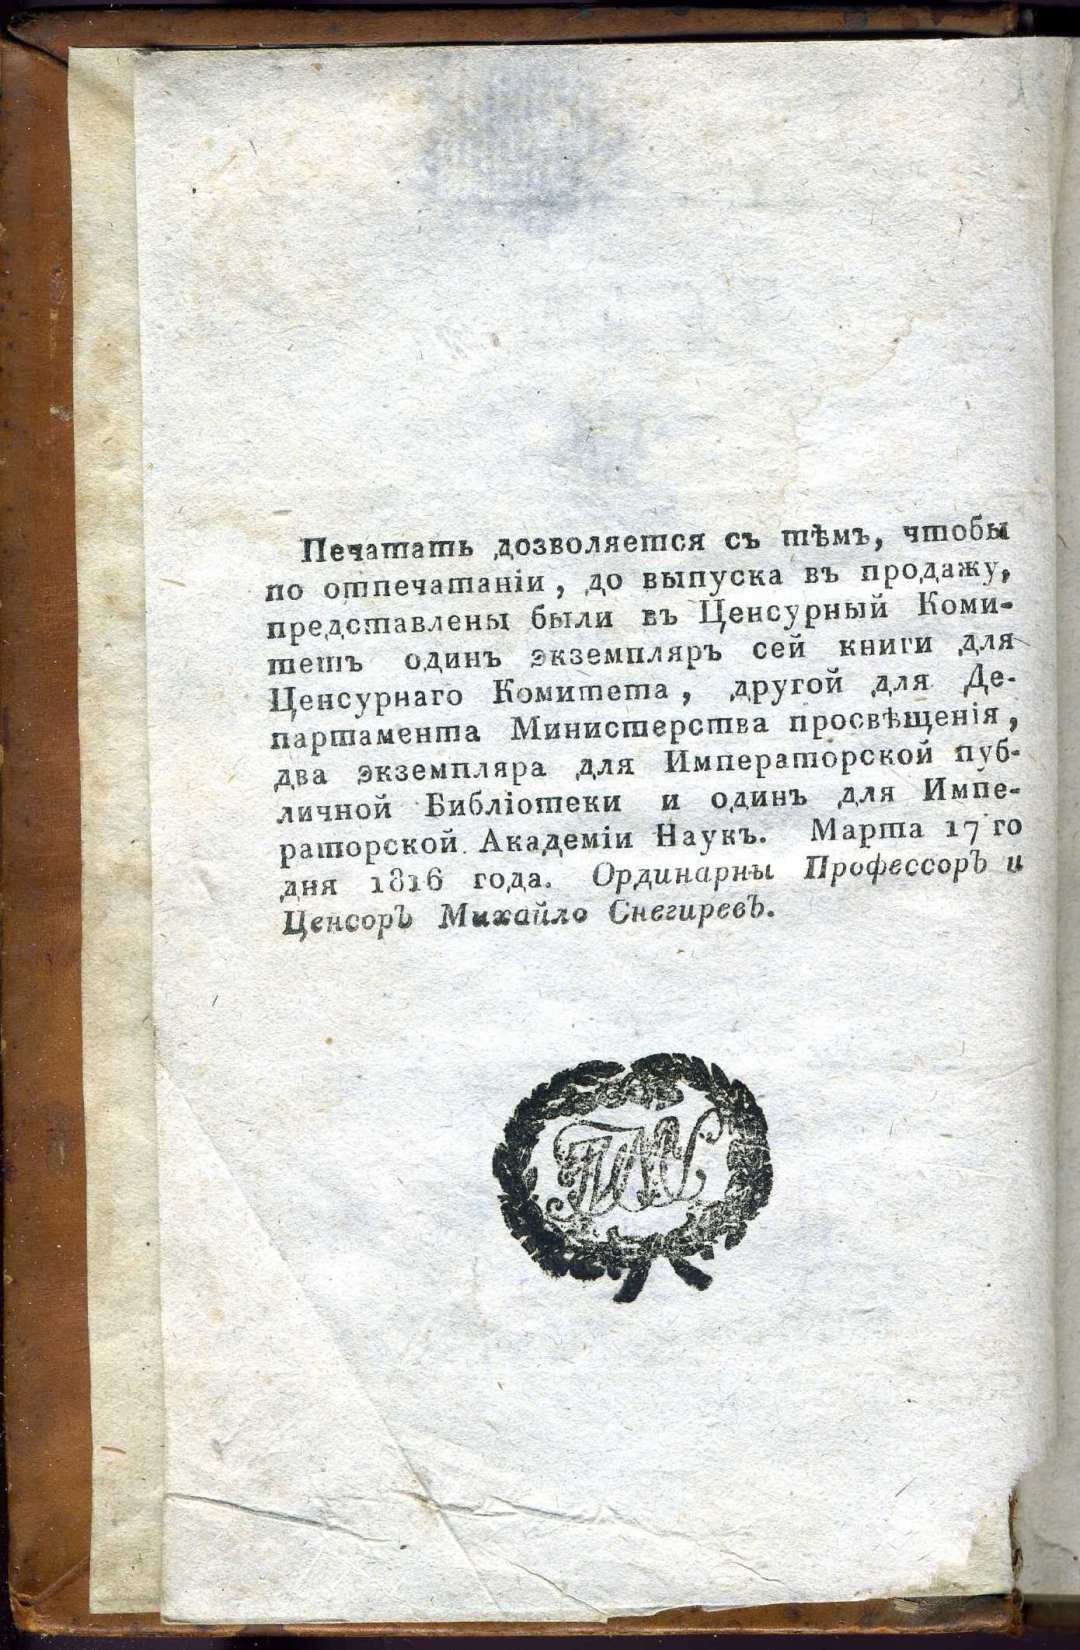 Печатать дозволяется съ тѣмъ, чтобы
по отпечатаніи, до выпуска въ продажу,
представлены были въ Ценсурный Коми-
тетъ одинъ экземпляръ сей книги для
Ценсурнаго Комитета, другой для Де-
партамента Министерства просвѣщенія,
два экземпляра для Императорской пуб-
личной Библіотеки и одинъ для Импе-
раторской Академіи Наукъ. Марта 17 го
дня 1816 года. Ординарны Профессоръ и
Ценсоръ Михайло Снегиревъ.